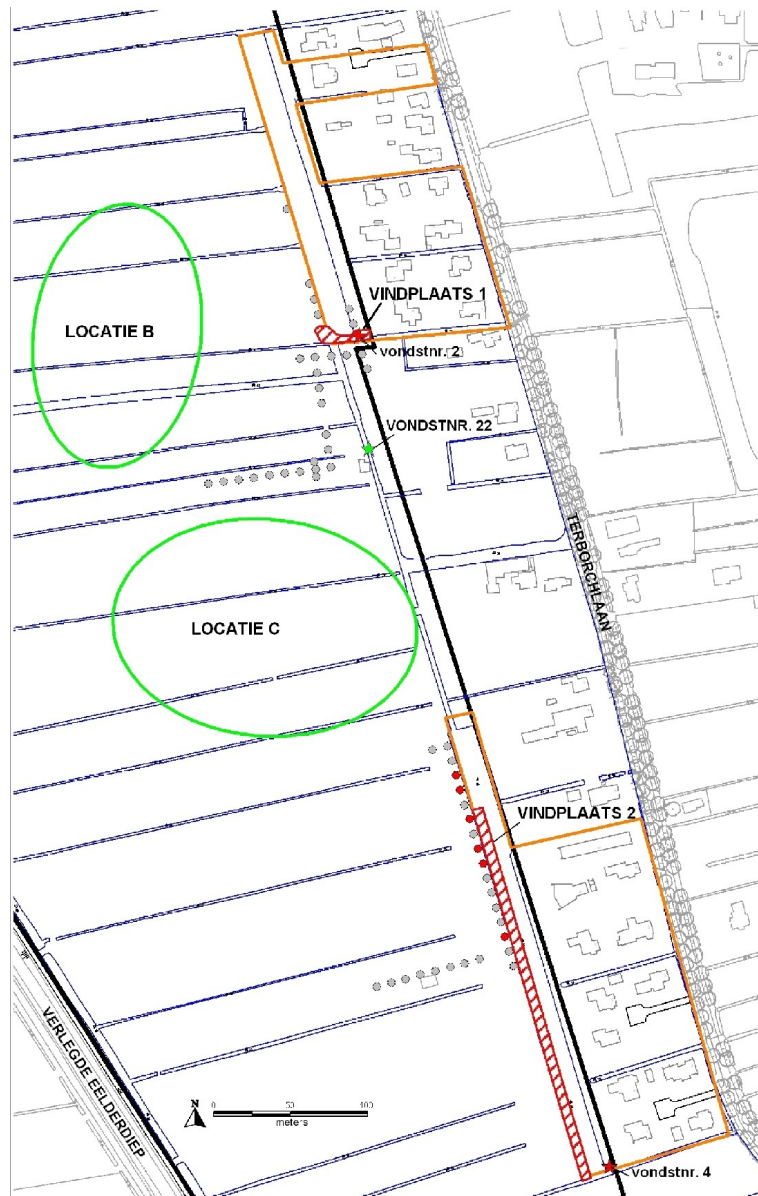 VINDPLAATS 1
LOCATIE B
vondstnr. 2
VONDSTNR. 22
TERBORCHLAAN
LOCATIE C
VINDPLAATS 2
VERLEGDE EELDERDIEP
N
0 50 100
meters
vondstnr. 4